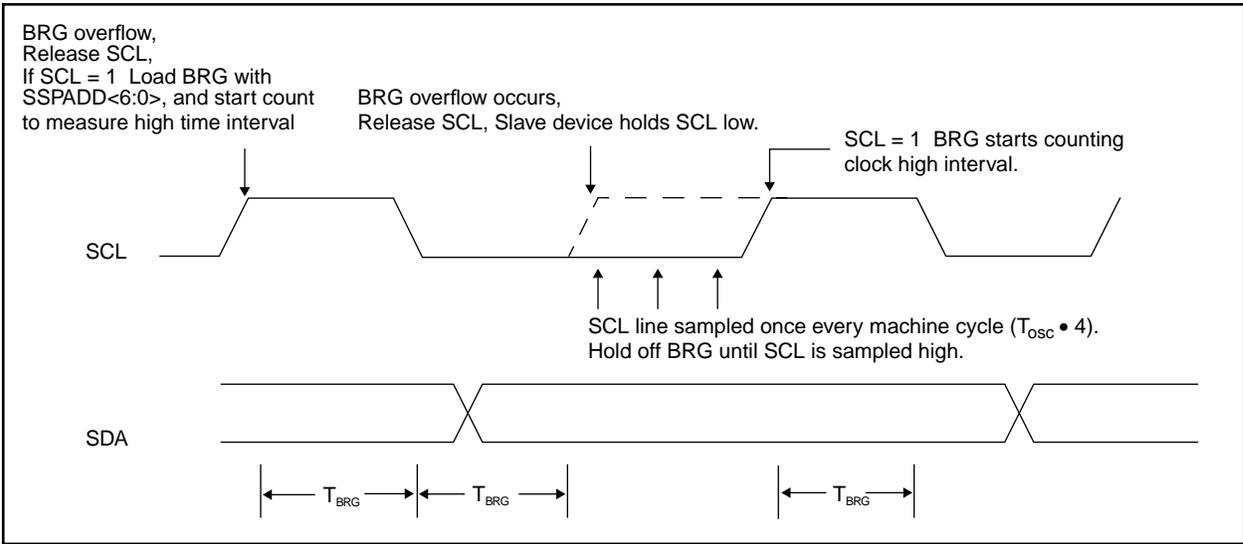 BRG overflow,
Release SCL,
If SCL = 1 Load BRG with
SSPADD<6:0>, and start count
to measure high time interval
BRG overflow occurs,
Release SCL, Slave device holds SCL low.
SCL = 1 BRG starts counting
clock high interval.
SCL
SCL line sampled once every machine cycle (Tosc • 4).
Hold off BRG until SCL is sampled high.
SDA
TBRG
TBRG
TBRG